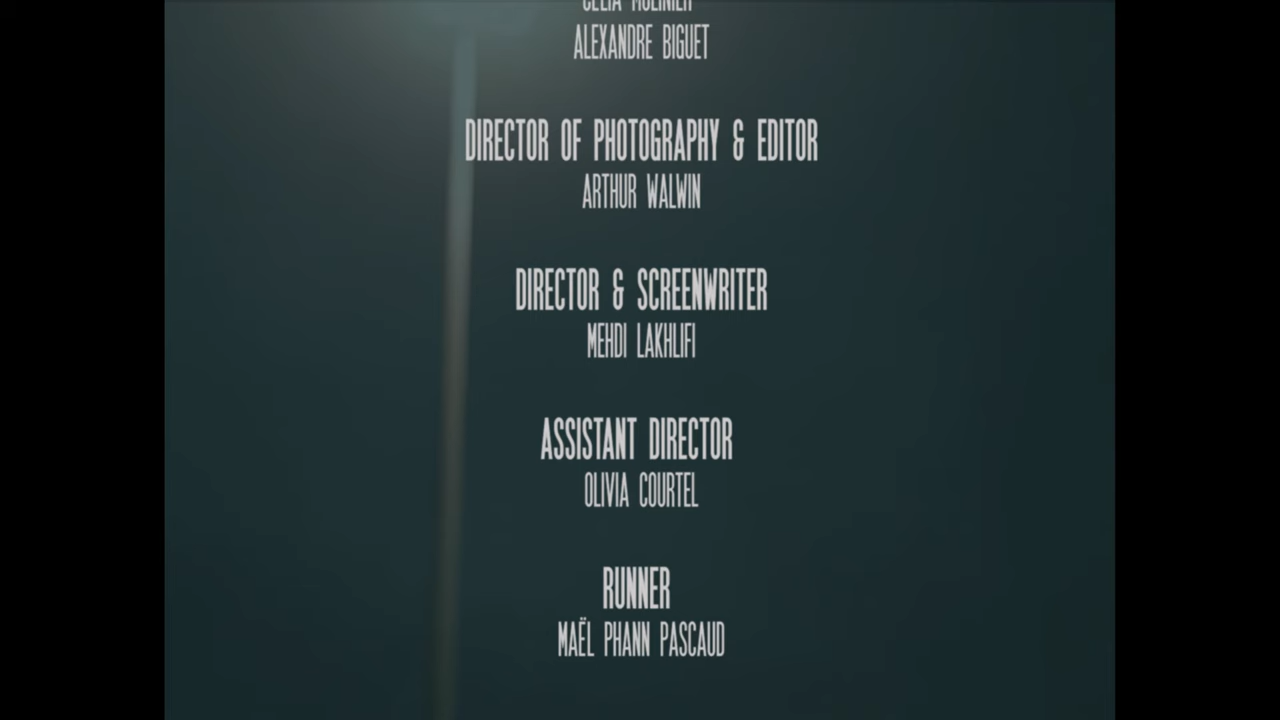 ALEXANDRE BIGUET
DIRECTOR OF PHOTOGRAPHY & EDITOR
ARTHUR WALWIN
DIRECTOR & SCREENWRITER
MEHDI LAKHLIFI
ASSISTANT DIRECTOR
OLIVIA COURTEL
RUNNER
MAËL PHANN PASCAUD